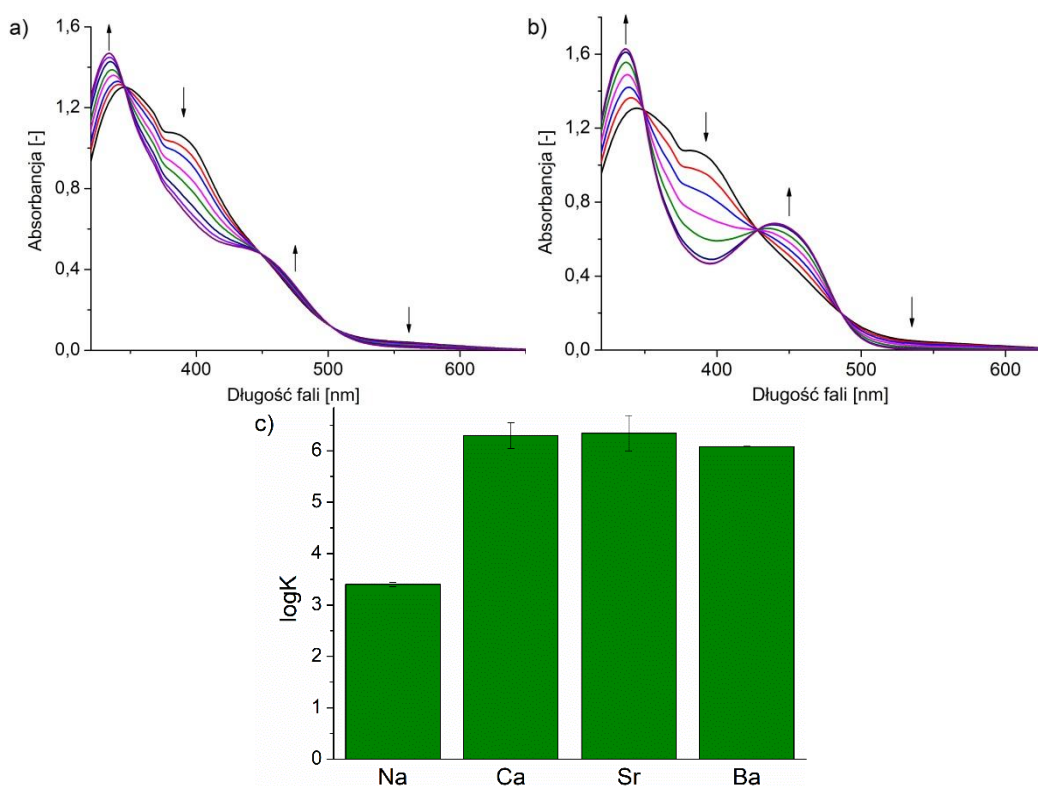 a)
1,6
1,2
0,8
0,4
0,0
Absorbancja [-]
400
500
600
Długość fali [nm]
b)
1,6
1,2
0,8
0,4
0,0
Absorbancja [-]
400
500
600
Długość fali [nm]
c)
6
5
4
3
2
1
0
logK
Na
Ca
Sr
Ba